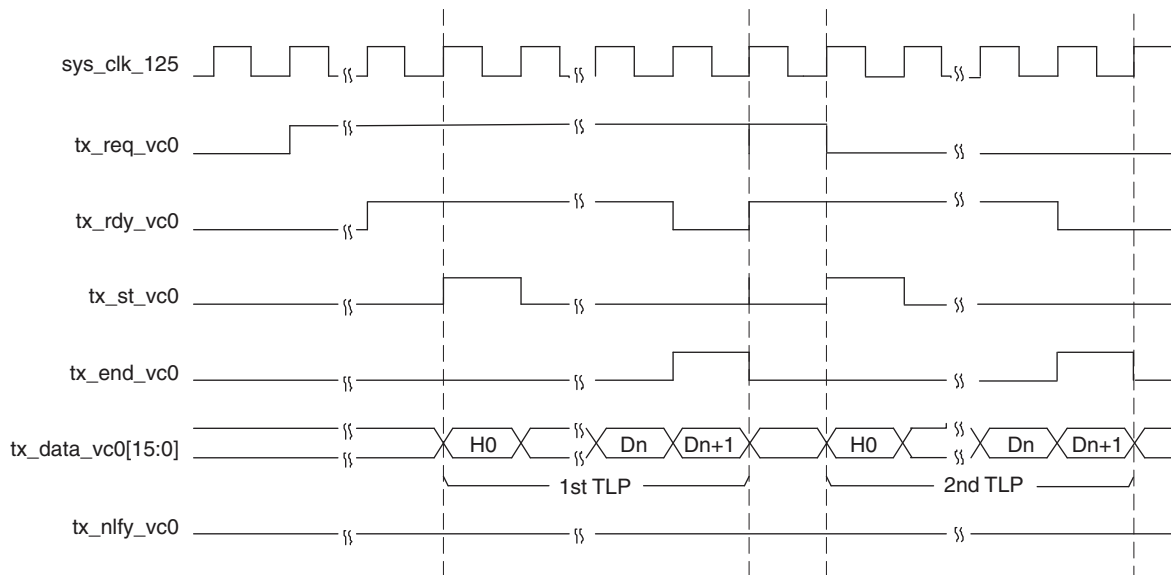 sys_clk_125
tx_req_vc0
tx_rdy_vc0
tx_st_vc0
tx_end_vc0
tx_data_vc0[15:0]
H0
Dn
Dn+1
H0
Dn
Dn+1
1st TLP
2nd TLP
tx_nlfy_vc0